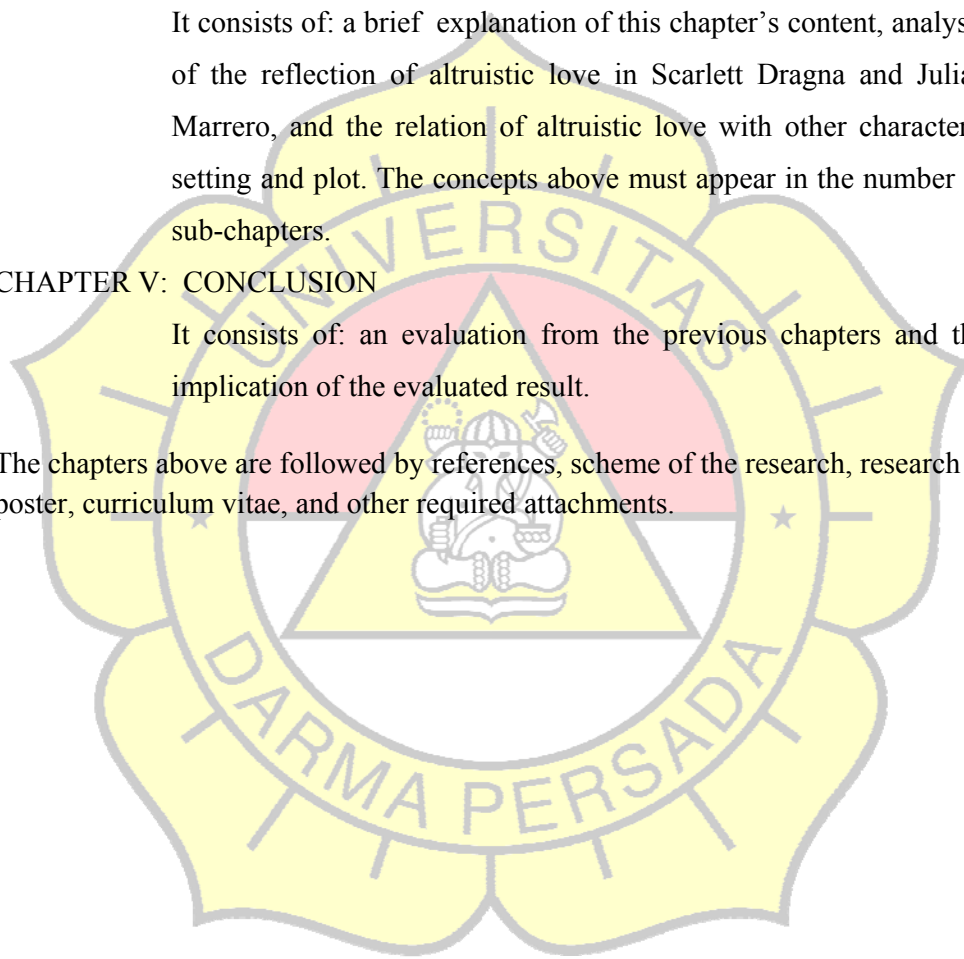 It consists of: a brief explanation of this chapter’s content, analys
of the reflection of altruistic love in Scarlett Dragna and Julia
Marrero, and the relation of altruistic love with other character
setting and plot. The concepts above must appear in the number
sub-chapters.
CHAPTER V: CONCLUSION
It consists of: an evaluation from the previous chapters and th
implication of the evaluated result.
The chapters above are followed by references, scheme of the research, research
poster, curriculum vitae, and other required attachments.
UNIVERSITAS
DARMA PERSADA